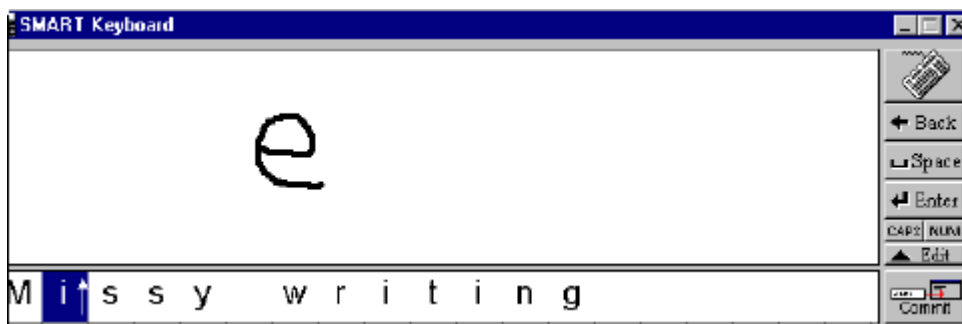 SMART Keyboard
e
Back
Space
Enter
CAPS NUM
Edit
Missy writing
Commit